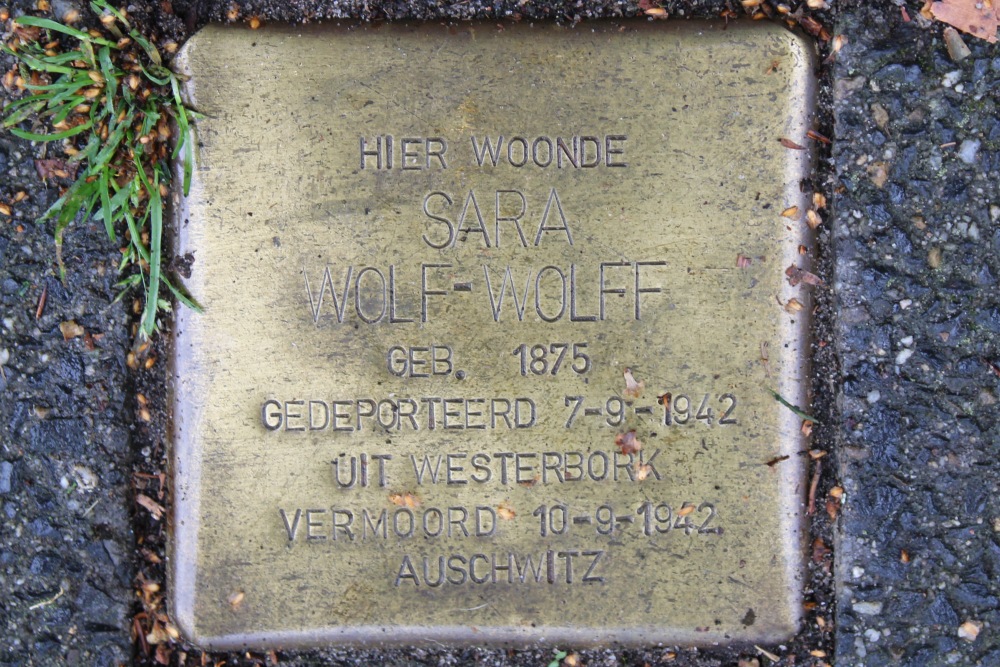 HIER WOONDE
SARA
WOLF-WOLFF
GEB. 1875
GEDEPORTEERD 7-9-1942
UIT WESTERBORK
VERMOORD 10-9-1942
AUSCHWITZ